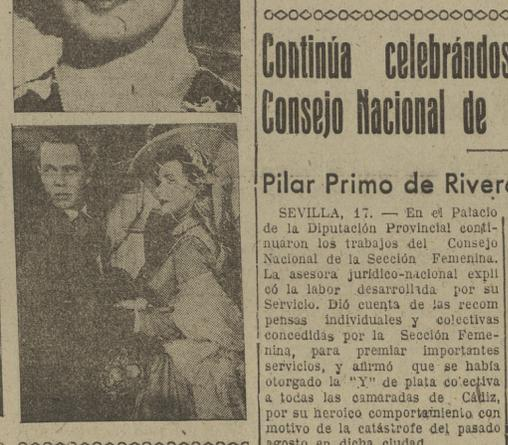 Continúa celebrándos
Consejo Nacional de
Pilar Primo de River
SEVILLA, 17. — En el Palacio
de la Diputación Provincial conti-
nuaron los trabajos del Consejo
Nacional de la Sección Femenina.
La asesora jurídico-nacional expli
có la labor desarrollada por su
Servicio. Dió cuenta de las recom
pensas individuales y colectivas
concedidas por la Sección Feme-
nina, para premiar importantes
servicios, y afirmó que se había
otorgado la "Y" de plata colectiva
a todas las camaradas de Cádiz,
por su heroico comportamiento con
motivo de la catástrofe del pasado
agosto en dicha ciudad